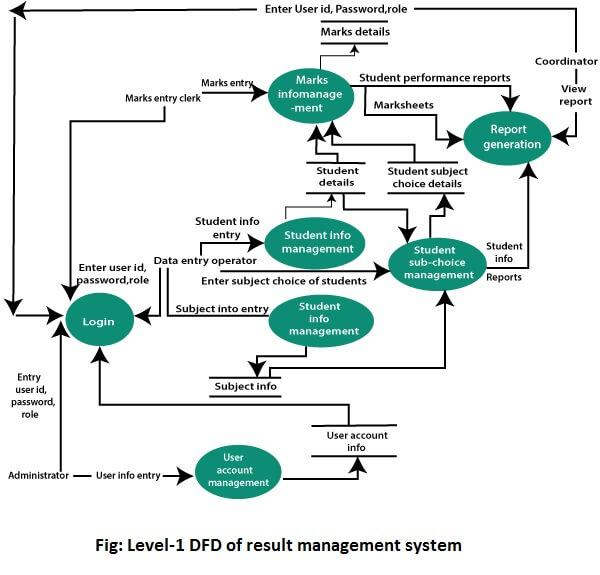 Enter User id, Password,role
Marks details
Coordinator
Marks entry
Marks entry clerk
Marks
infomanage
-ment
Student performance reports
Marksheets
View
report
Report
generation
Student
details
Student subject
choice details
Student info
entry
Student info
management
Enter user id,
password,role
Data entry operator
Enter subject choice of students
Student
sub-choice
management
Student
info
Reports
Login
Subject into entry
Student
info
management
Subject info
Entry
user id,
password,
role
User account
info
Administrator
User info entry
User
account
management
Fig: Level-1 DFD of result management system